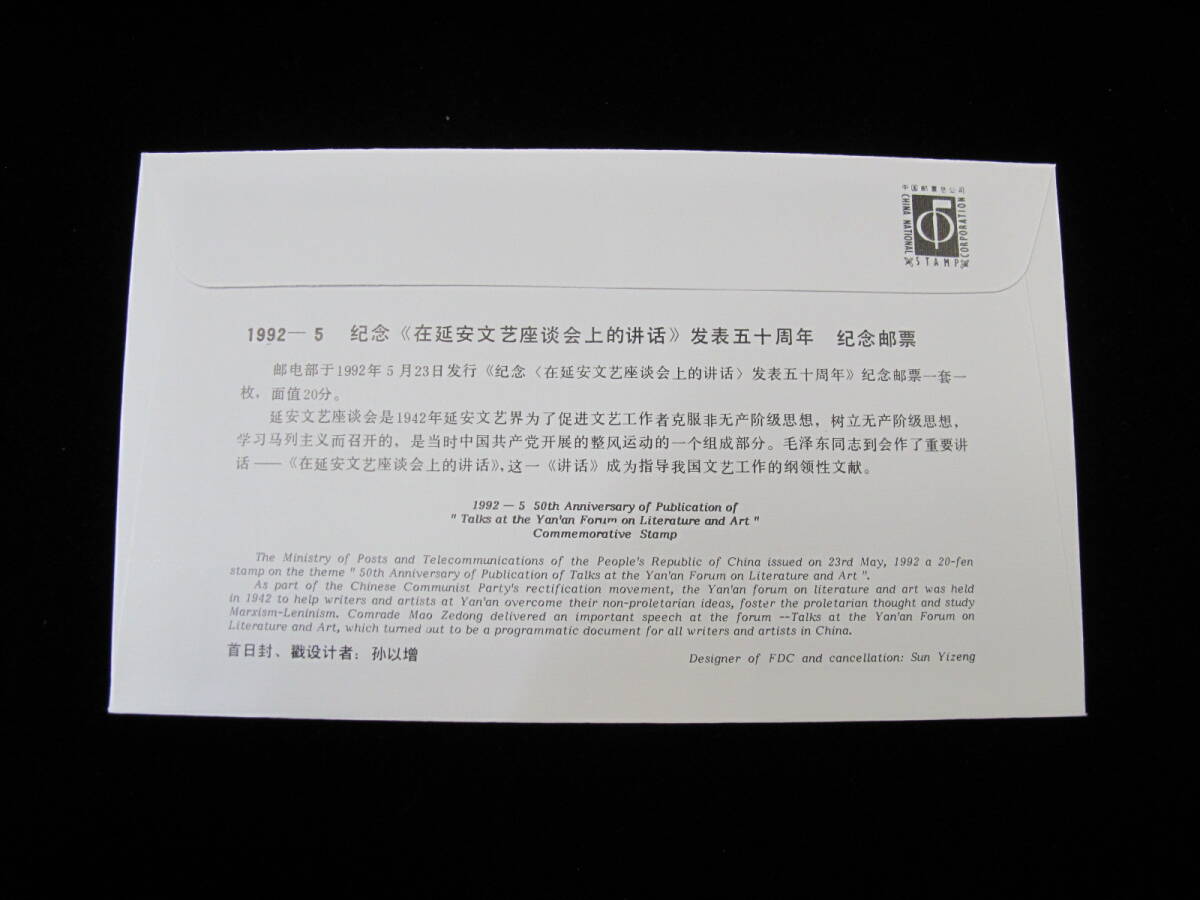 中国邮票总公司
CHINA NATIONAL
STAMP
CORPORATION
1992—5 纪念《在延安文艺座谈会上的讲话》发表五十周年 纪念邮票
邮电部于1992年5月23日发行《纪念〈在延安文艺座谈会上的讲话〉发表五十周年》纪念邮票一套一
枚，面值20分。
延安文艺座谈会是1942年延安文艺界为了促进文艺工作者克服非无产阶级思想，树立无产阶级思想，
学习马列主义而召开的，是当时中国共产党开展的整风运动的一个组成部分。毛泽东同志到会作了重要讲
话——《在延安文艺座谈会上的讲话》，这一《讲话》成为指导我国文艺工作的纲领性文献。
1992 — 5 50th Anniversary of Publication of
" Talks at the Yan'an Forum on Literature and Art "
Commemorative Stamp
The Ministry of Posts and Telecommunications of the People's Republic of China issued on 23rd May, 1992 a 20-fen
stamp on the theme " 50th Anniversary of Publication of Talks at the Yan'an Forum on Literature and Art ".
As part of the Chinese Communist Party's rectification movement, the Yan'an forum on literature and art was held
in 1942 to help writers and artists at Yan'an overcome their non-proletarian ideas, foster the proletarian thought and study
Marxism-Leninism. Comrade Mao Zedong delivered an important speech at the forum --Talks at the Yan'an Forum on
Literature and Art, which turned out to be a programmatic document for all writers and artists in China.
首日封、戳设计者：孙以增
Designer of FDC and cancellation: Sun Yizeng